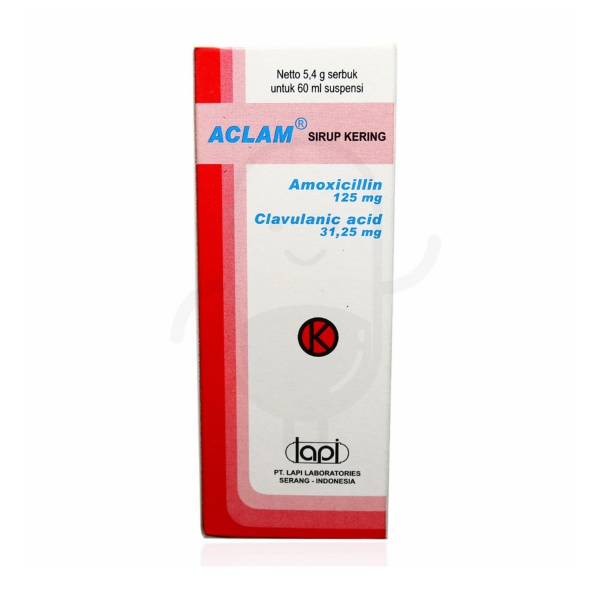 Netto 5,4 g serbuk
untuk 60 ml suspensi
ACLAM® SIRUP KERING
Amoxicillin
125 mg
Clavulanic acid
31,25 mg
K
lapi
PT. LAPI LABORATORIES
SERANG - INDONESIA